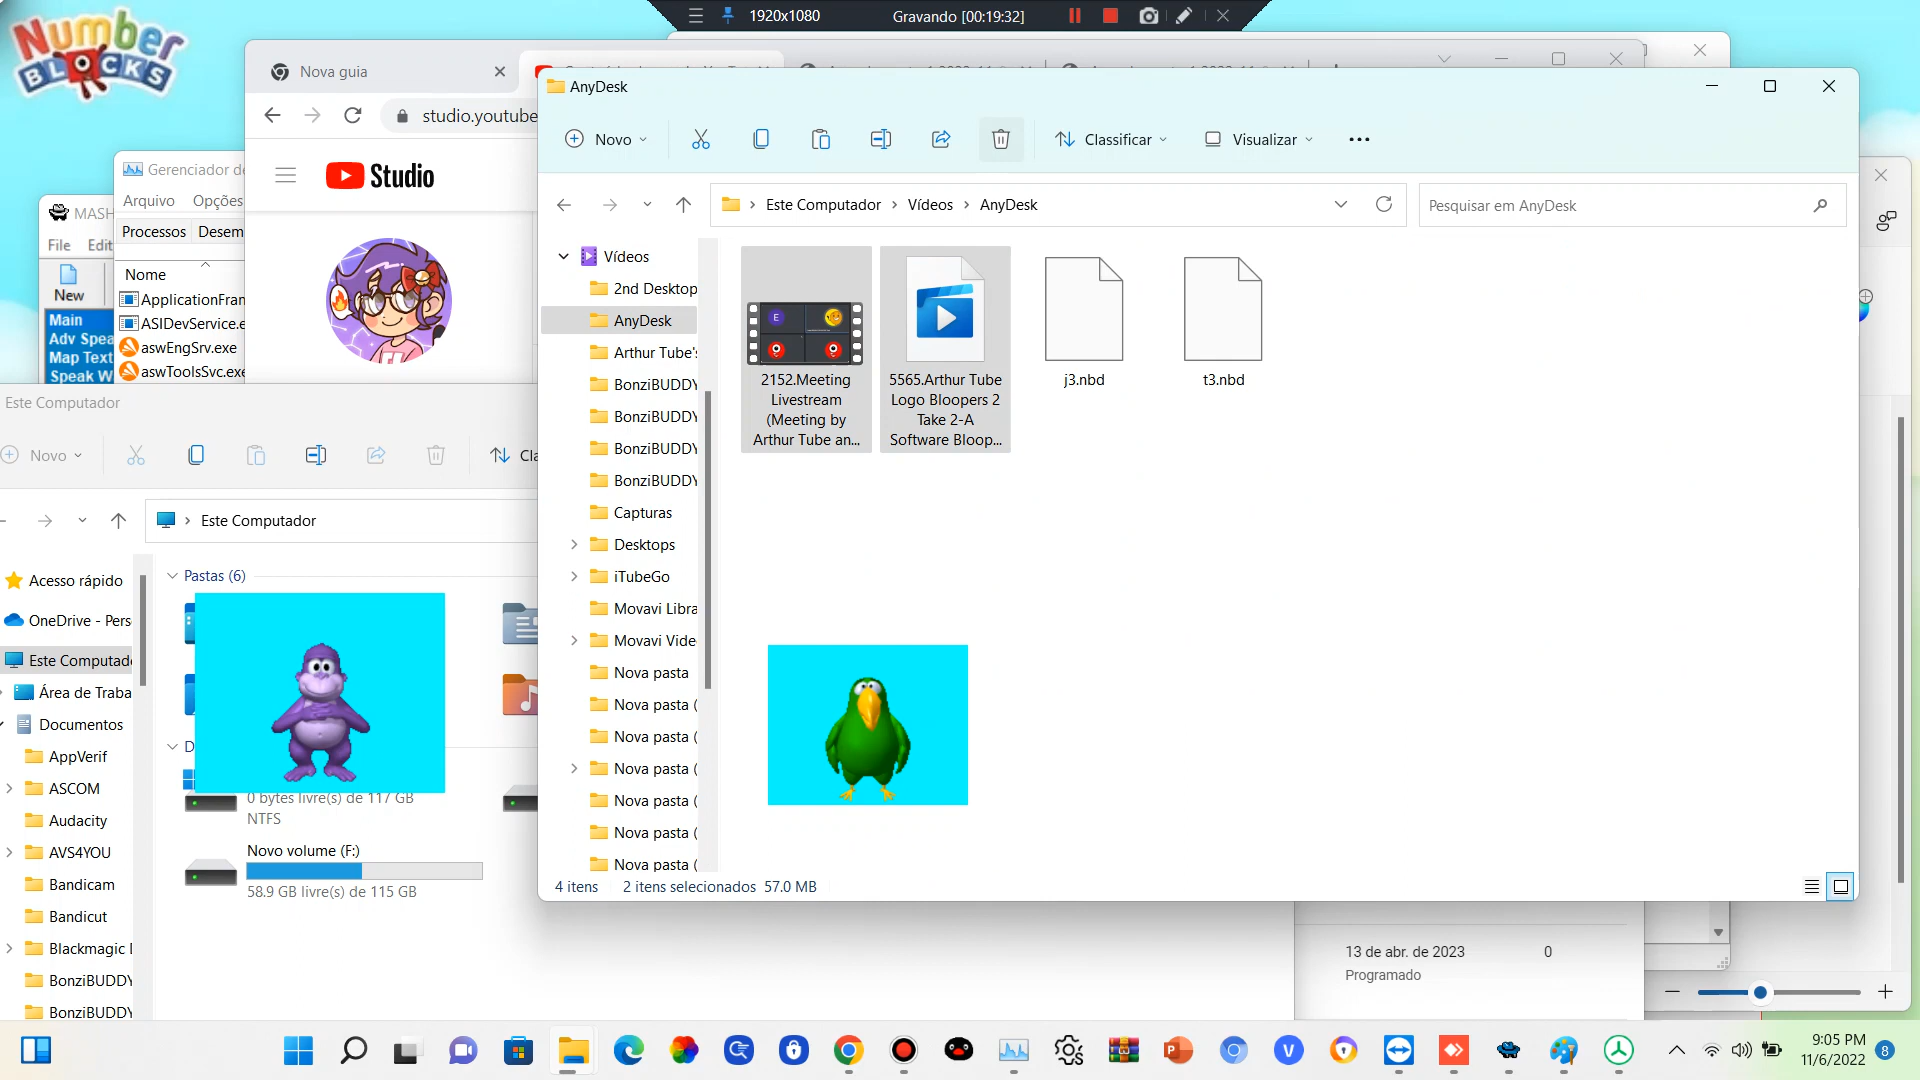 1920x1080
Gravando [00:19:32]
Number
BLOCKS
Nova guia
studio.youtube
Studio
Gerenciador de
Arquivo Opções
Processos Desem
Nome
ApplicationFran
ASIDevService.e
aswEngSrv.exe
aswToolsSvc.exe
MASH
File Edit
New
Main
Adv Spea
Map Text
Speak W
Este Computador
Novo
Cla
Este Computador
Acesso rápido
OneDrive - Pers
Este Computado
Área de Traba
Documentos
AppVerif
ASCOM
Audacity
AVS4YOU
Bandicam
Bandicut
Blackmagic D
BonziBUDDY
BonziBUDDY
Pastas (6)
D
0 bytes livre(s) de 117 GB
NTFS
Novo volume (F:)
58.9 GB livre(s) de 115 GB
AnyDesk
Novo
Classificar
Visualizar
Este Computador > Vídeos > AnyDesk
Pesquisar em AnyDesk
Vídeos
2nd Desktop
AnyDesk
Arthur Tube's
BonziBUDDY
BonziBUDDY
BonziBUDDY
BonziBUDDY
Capturas
Desktops
iTubeGo
Movavi Libra
Movavi Vide
Nova pasta
Nova pasta (
Nova pasta (
Nova pasta (
Nova pasta (
Nova pasta (
Nova pasta (
2152.Meeting
Livestream
(Meeting by
Arthur Tube an...
5565.Arthur Tube
Logo Bloopers 2
Take 2-A
Software Bloop...
j3.nbd
t3.nbd
4 itens
2 itens selecionados 57.0 MB
13 de abr. de 2023
0
Programado
9:05 PM
11/6/2022
8